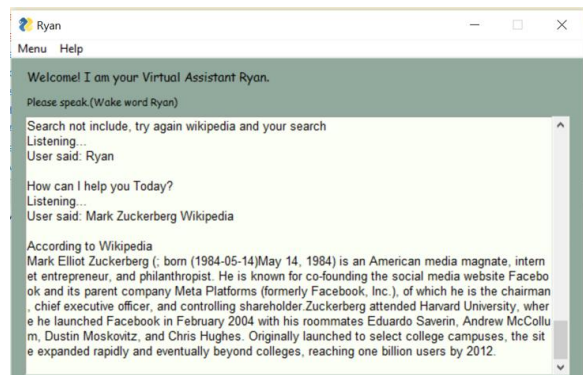 Ryan
Menu Help
Welcome! I am your Virtual Assistant Ryan.
Please speak.(Wake word Ryan)
Search not include, try again wikipedia and your search
Listening...
User said: Ryan
How can I help you Today?
Listening...
User said: Mark Zuckerberg Wikipedia
According to Wikipedia
Mark Elliot Zuckerberg (; born (1984-05-14)May 14, 1984) is an American media magnate, intern
et entrepreneur, and philanthropist. He is known for co-founding the social media website Facebo
ok and its parent company Meta Platforms (formerly Facebook, Inc.), of which he is the chairman
, chief executive officer, and controlling shareholder.Zuckerberg attended Harvard University, wher
e he launched Facebook in February 2004 with his roommates Eduardo Saverin, Andrew McCollu
m, Dustin Moskovitz, and Chris Hughes. Originally launched to select college campuses, the sit
e expanded rapidly and eventually beyond colleges, reaching one billion users by 2012.